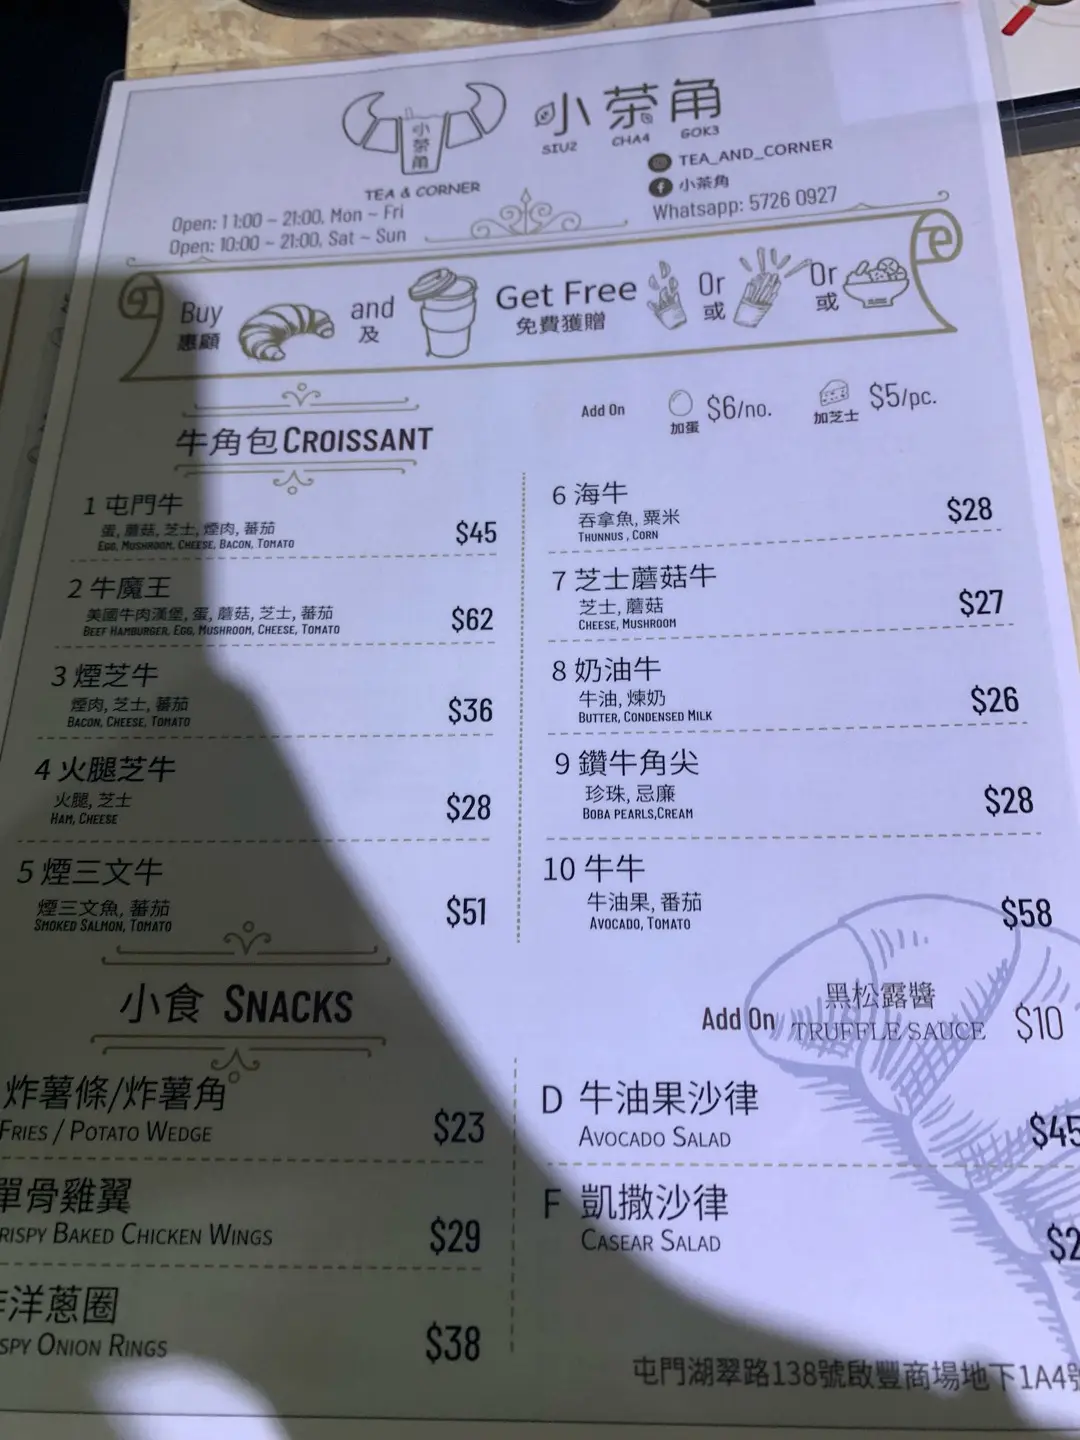 小茶角
小茶角
SIU2 CHA4 GOK3
TEA & CORNER
TEA_AND_CORNER
小茶角
Whatsapp: 5726 0927
Open: 11:00 ~ 21:00, Mon ~ Fri
Open: 10:00 ~ 21:00, Sat ~ Sun
Buy and Get Free Or Or
惠顧 及 免費獲贈 或 或
Add On $6/no. $5/pc.
加蛋 加芝士
牛角包 CROISSANT
1 屯門牛
蛋, 蘑菇, 芝士, 煙肉, 蕃茄 $45
EGG, MUSHROOM, CHEESE, BACON, TOMATO
2 牛魔王
美國牛肉漢堡, 蛋, 蘑菇, 芝士, 蕃茄 $62
BEEF HAMBURGER, EGG, MUSHROOM, CHEESE, TOMATO
3 煙芝牛
煙肉, 芝士, 蕃茄 $36
BACON, CHEESE, TOMATO
4 火腿芝牛
火腿, 芝士 $28
HAM, CHEESE
5 煙三文牛
煙三文魚, 蕃茄 $51
SMOKED SALMON, TOMATO
6 海牛
吞拿魚, 粟米 $28
THUNNUS , CORN
7 芝士蘑菇牛
芝士, 蘑菇 $27
CHEESE, MUSHROOM
8 奶油牛
牛油, 煉奶 $26
BUTTER, CONDENSED MILK
9 鑽牛角尖
珍珠, 忌廉 $28
BOBA PEARLS,CREAM
10 牛牛
牛油果, 番茄 $58
AVOCADO, TOMATO
小食 SNACKS
Add On 黑松露醬 $10
TRUFFLE SAUCE
炸薯條/炸薯角 $23
FRIES / POTATO WEDGE
單骨雞翼 $29
BAKED CHICKEN WINGS
洋蔥圈 $38
ONION RINGS
D 牛油果沙律 $45
AVOCADO SALAD
F 凱撒沙律
CASEAR SALAD
屯門湖翠路138號啟豐商場地下1A4號